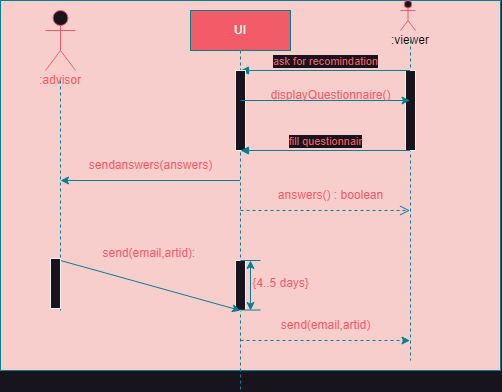 UI
:viewer
ask for recomindation
:advisor
displayQuestionnaire()
fill questionnair
sendanswers(answers)
answers() : boolean
send(email,artid):
{4..5 days}
send(email,artid)